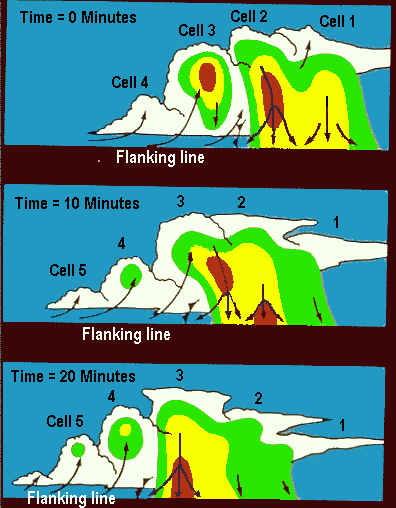 Time = 0 Minutes
Cell 4
Cell 3
Cell 2
Cell 1
Flanking line
Time = 10 Minutes
Cell 5
4
3
2
1
Flanking line
Time = 20 Minutes
Cell 5
4
3
2
1
Flanking line